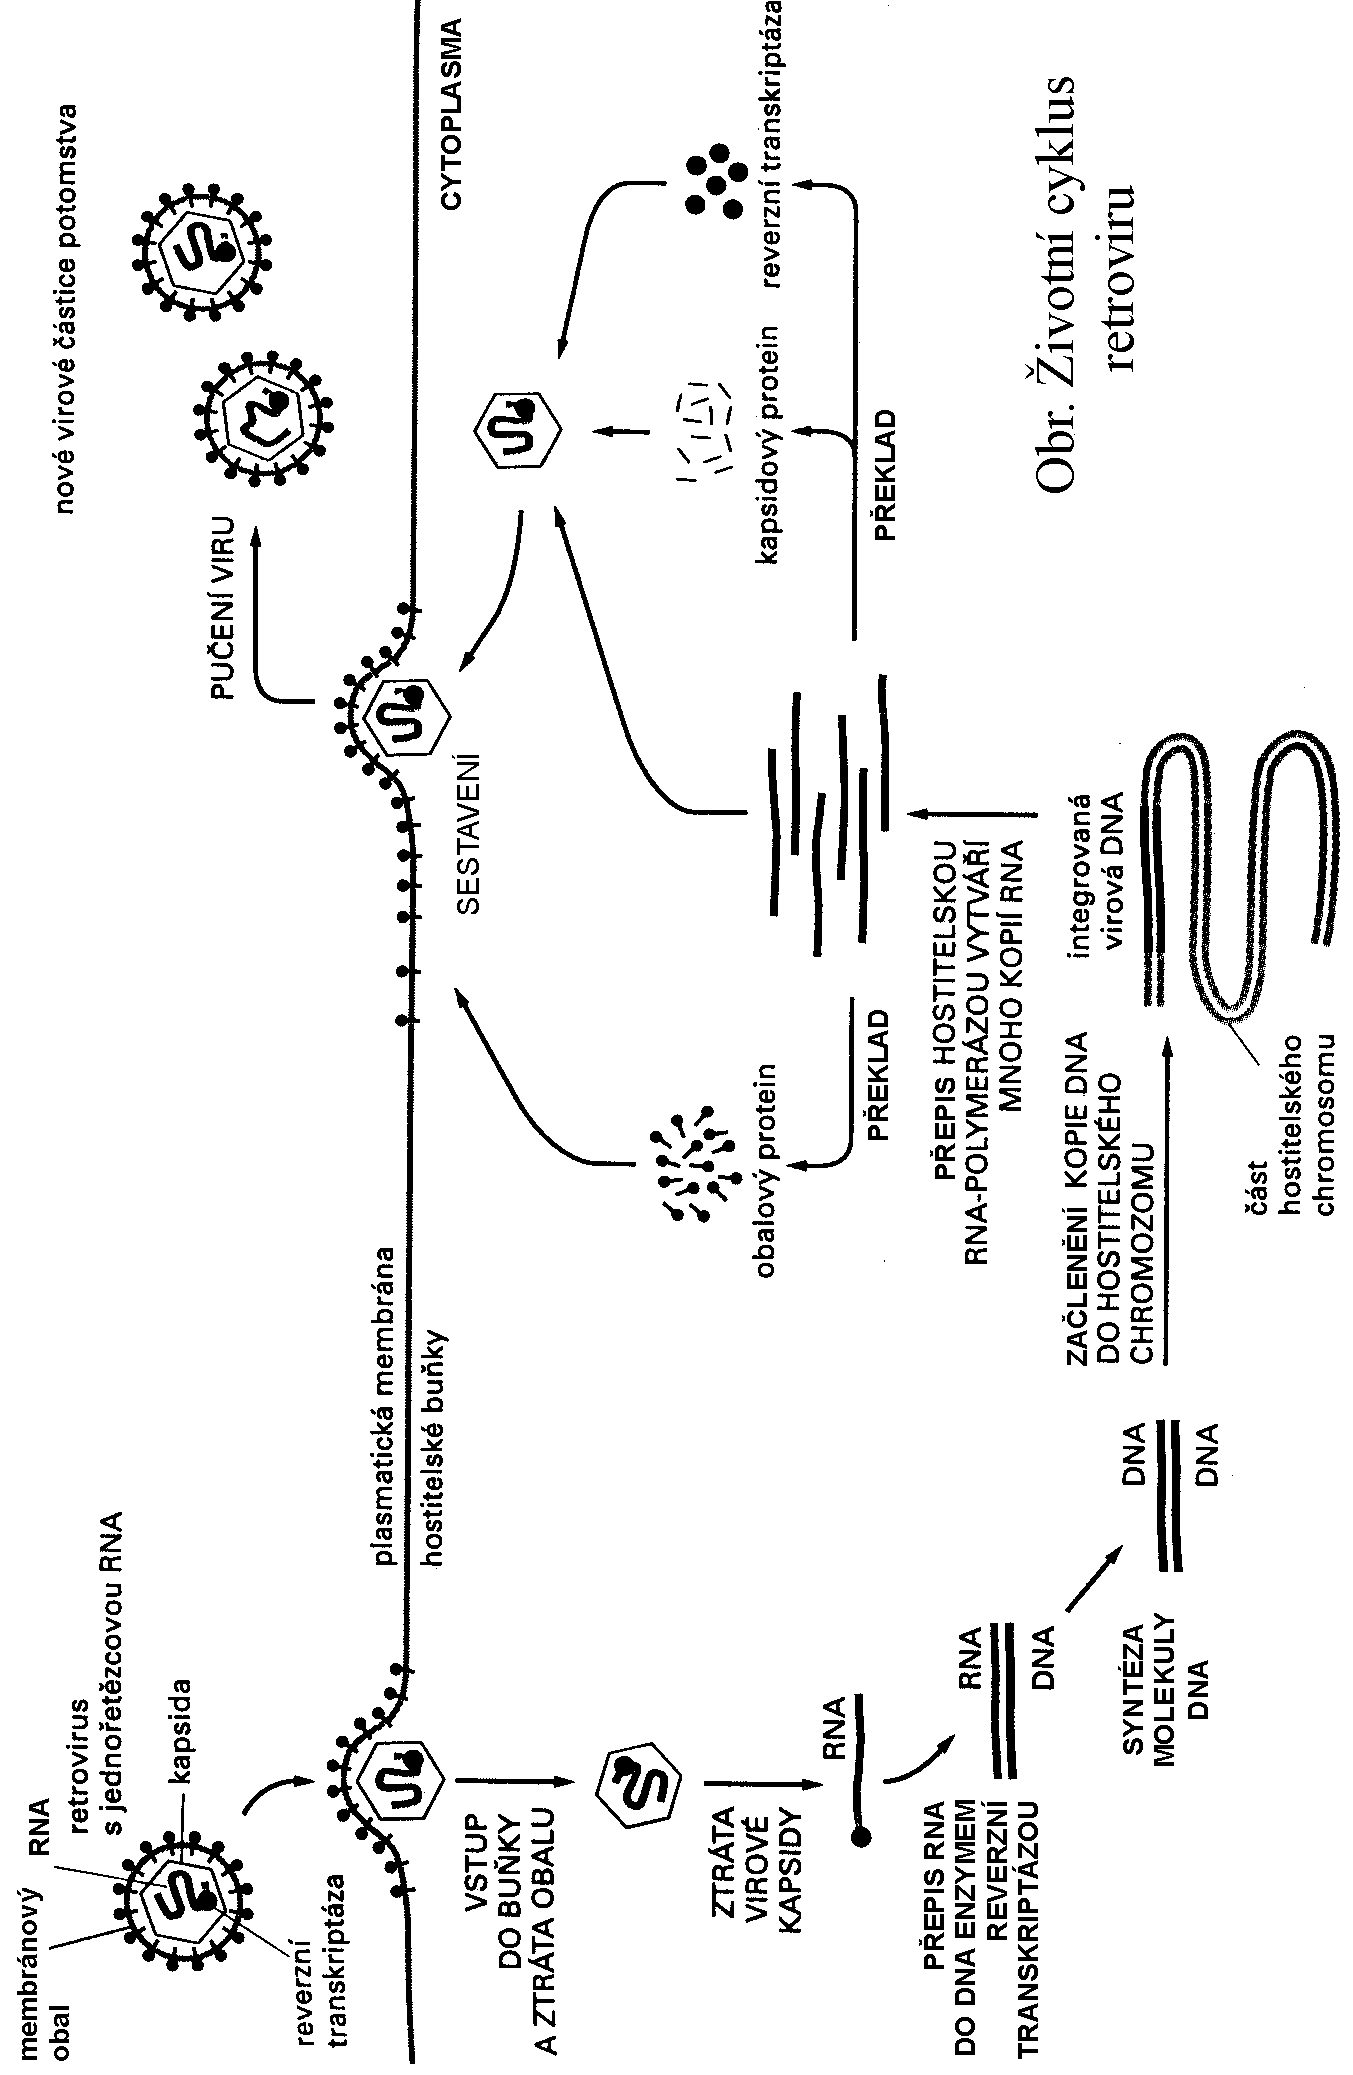 membránový
obal
RNA
retrovirus
s jednořetězcovou RNA
kapsida
reverzní
transkriptáza
plasmatická membrána
hostitelské buňky
VSTUP
DO BUŇKY
A ZTRÁTA OBALU
ZTRÁTA
VIROVÉ
KAPSIDY
RNA
PŘEPIS RNA
DO DNA ENZYMEM
REVERZNÍ
TRANSKRIPTÁZOU
RNA
DNA
SYNTÉZA
MOLEKULY
DNA
DNA
DNA
ZAČLENĚNÍ KOPIE DNA
DO HOSTITELSKÉHO
CHROMOZOMU
část
hostitelského
chromosomu
integrovaná
virová DNA
PŘEPIS HOSTITELSKOU
RNA-POLYMERÁZOU VYTVÁŘÍ
MNOHO KOPIÍ RNA
PŘEKLAD
obalový protein
PŘEKLAD
kapsidový protein
reverzní transkriptáza
SESTAVENÍ
PUČENÍ VIRU
nové virové částice potomstva
CYTOPLASMA
Obr. Životní cyklus
retroviru